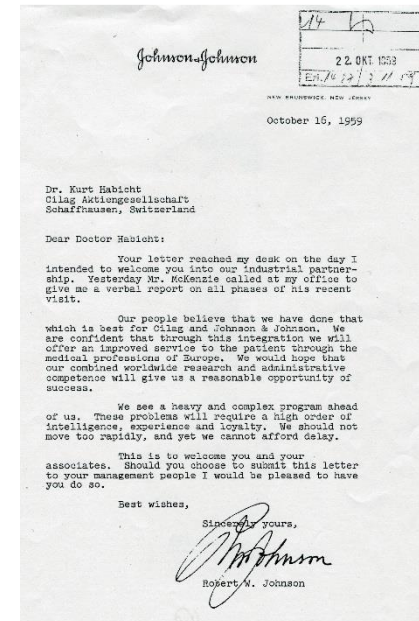 Johnson & Johnson
14
22. OKT. 1959
NEW BRUNSWICK, NEW JERSEY
October 16, 1959
Dr. Kurt Habicht
Cilag Aktiengesellschaft
Schaffhausen, Switzerland
Dear Doctor Habicht:
Your letter reached my desk on the day I
intended to welcome you into our industrial partner-
ship. Yesterday Mr. McKenzie called at my office to
give me a verbal report on all phases of his recent
visit.
Our people believe that we have done that
which is best for Cilag and Johnson & Johnson. We
are confident that through this integration we will
offer an improved service to the patient through the
medical professions of Europe. We would hope that
our combined worldwide research and administrative
competence will give us a reasonable opportunity of
success.
We see a heavy and complex program ahead
of us. These problems will require a high order of
intelligence, experience and loyalty. We should not
move too rapidly, and yet we cannot afford delay.
This is to welcome you and your
associates. Should you choose to submit this letter
to your management people I would be pleased to have
you do so.
Best wishes,
Sincerely yours,
Johnson
Robert W. Johnson